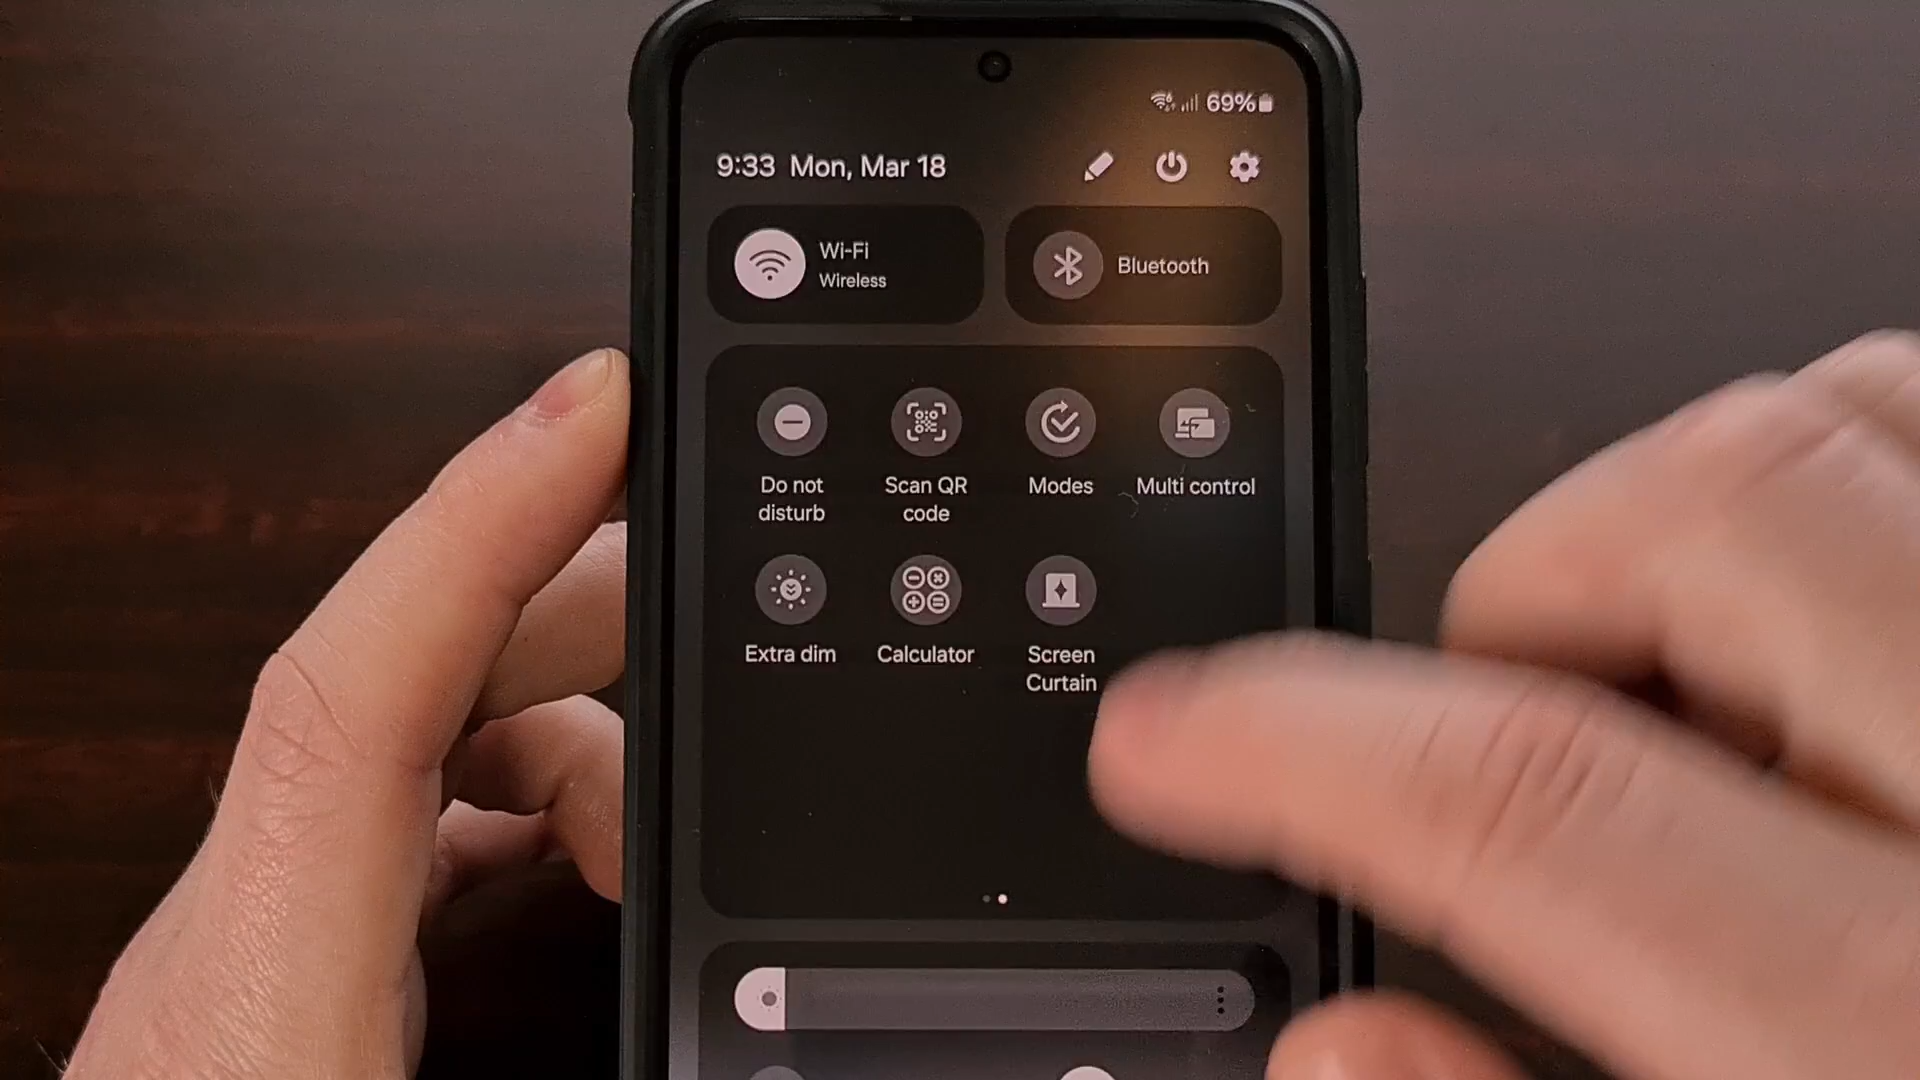 69%
9:33 Mon, Mar 18
Wi-Fi
Wireless
Bluetooth
Do not
disturb
Scan QR
code
Modes
Multi control
Extra dim
Calculator
Screen
Curtain